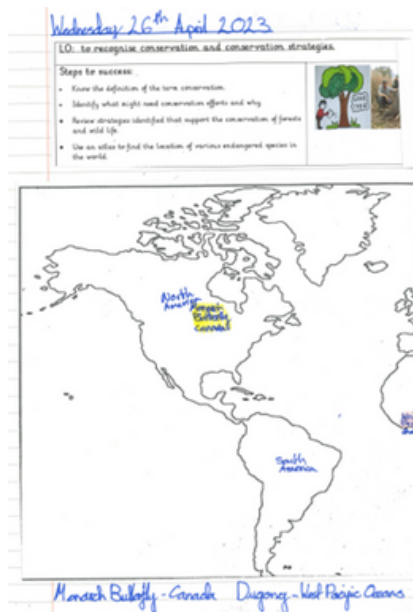 Wednesday 26th April 2023
LO: to recognise conservation and conservation strategies.
Steps to success:
Know the definition of the term conservation.
Identify what might need conservation efforts and why.
Review strategies identified that support the conservation of forests
and wild life.
Use an atlas to find the location of various endangered species in
the world.
North
America
Monarch
Butterfly
Canada
South
America
Monarch Butterfly - Canada Dugong - West Pacific Oceans